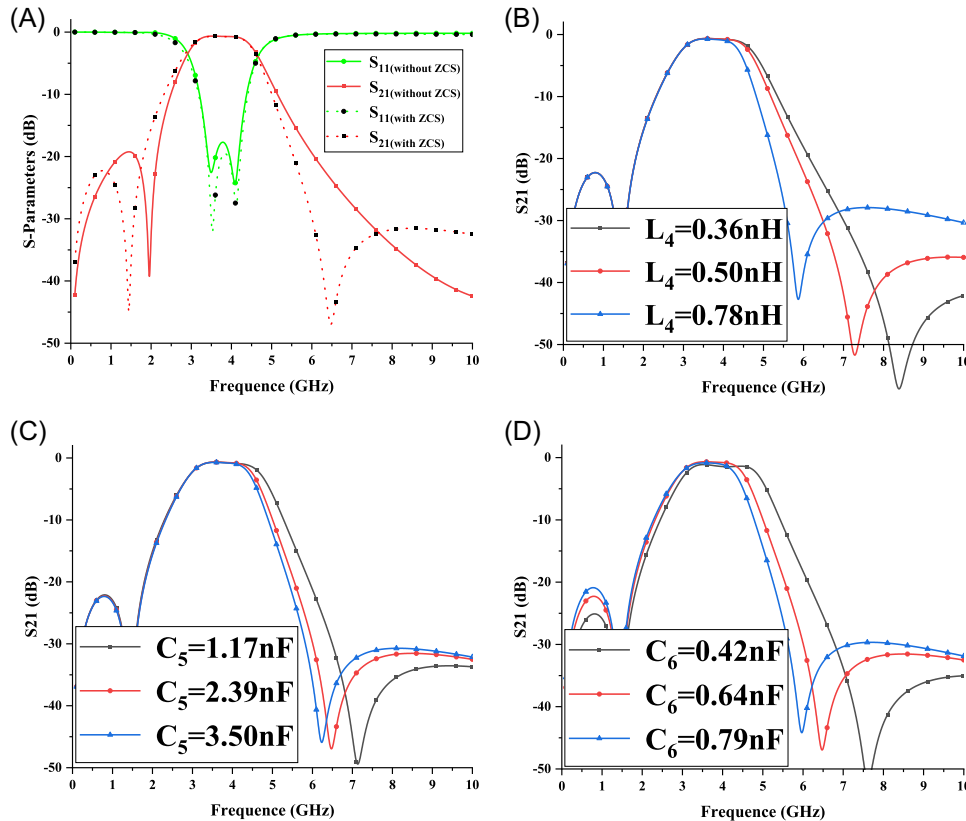 (A)
0
-10
-20
-30
-40
-50
S-Parameters (dB)
S11(without ZCS)
S21(without ZCS)
S11(with ZCS)
S21(with ZCS)
0 1 2 3 4 5 6 7 8 9 10
Frequence (GHz)
(B)
0
-10
-20
-30
-40
-50
S21 (dB)
L4=0.36nH
L4=0.50nH
L4=0.78nH
0 1 2 3 4 5 6 7 8 9 10
Frequence (GHz)
(C)
0
-10
-20
-30
-40
-50
S21 (dB)
C5=1.17nF
C5=2.39nF
C5=3.50nF
0 1 2 3 4 5 6 7 8 9 10
Frequence (GHz)
(D)
0
-10
-20
-30
-40
-50
S21 (dB)
C6=0.42nF
C6=0.64nF
C6=0.79nF
0 1 2 3 4 5 6 7 8 9 10
Frequence (GHz)